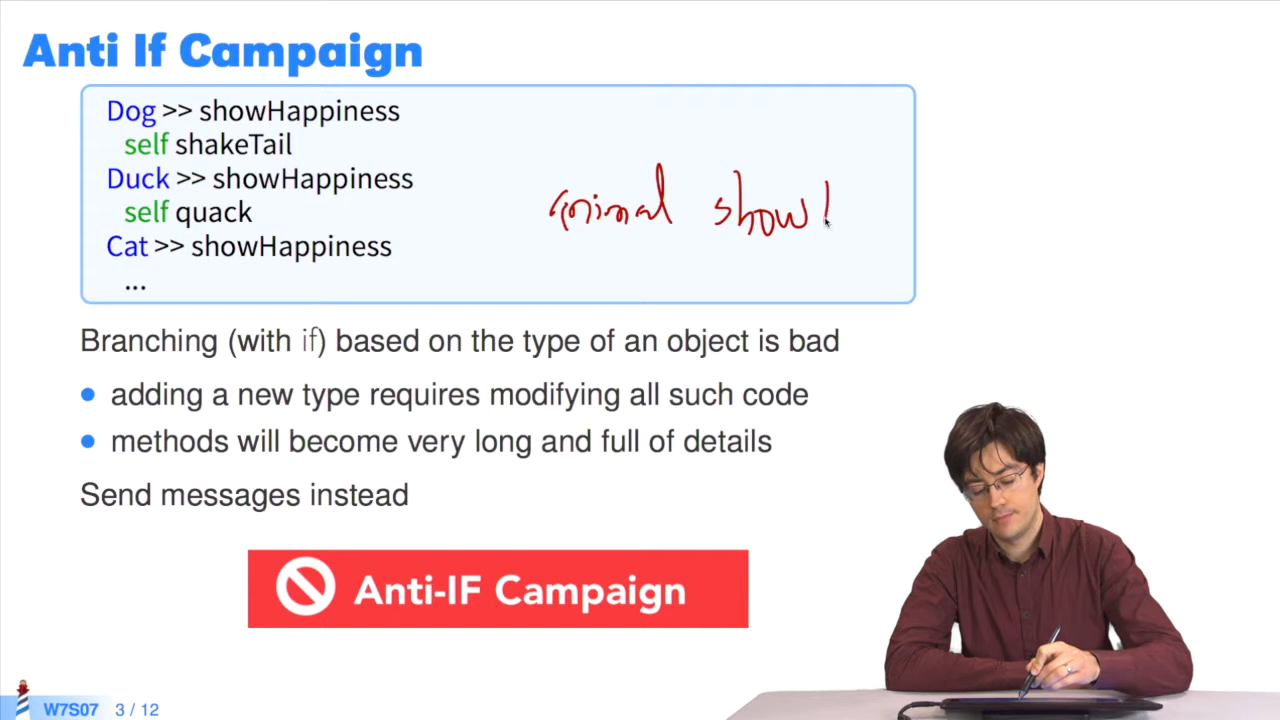 Anti If Campaign
Dog >> showHappiness
self shakeTail
Duck >> showHappiness
self quack
Cat >> showHappiness
...
animal show
Branching (with if) based on the type of an object is bad
• adding a new type requires modifying all such code
• methods will become very long and full of details
Send messages instead
Anti-IF Campaign
W7S07 3 / 12